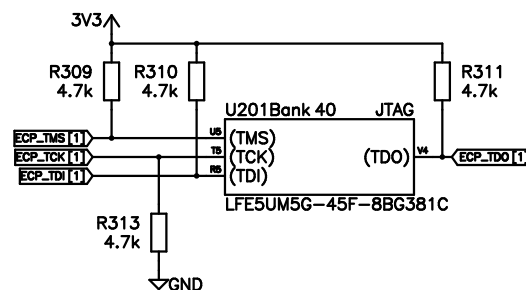 3V3
R309
4.7k
R310
4.7k
R311
4.7k
U201Bank 40 JTAG
ECP_TMS [1] U5 (TMS)
ECP_TCK [1] T5 (TCK)
ECP_TDI [1] R5 (TDI)
(TDO) V4 ECP_TDO [1]
LFE5UM5G-45F-8BG381C
R313
4.7k
GND